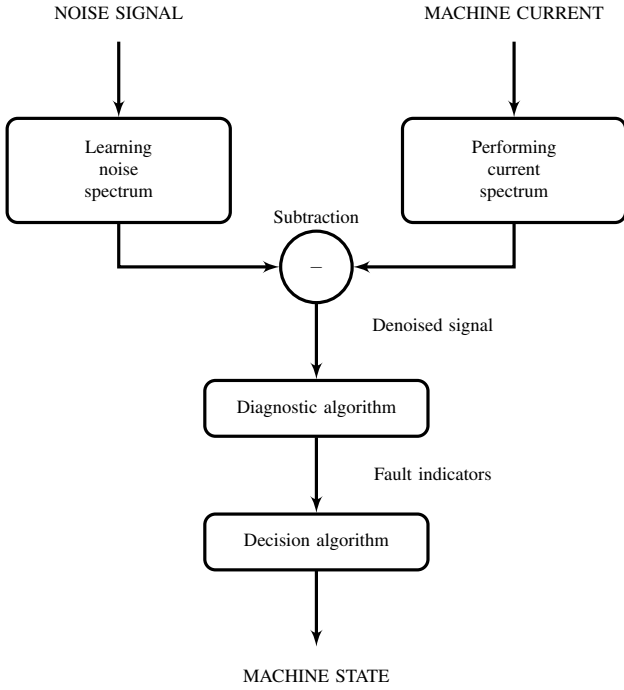 NOISE SIGNAL
MACHINE CURRENT
Learning
noise
spectrum
Performing
current
spectrum
Subtraction
−
Denoised signal
Diagnostic algorithm
Fault indicators
Decision algorithm
MACHINE STATE